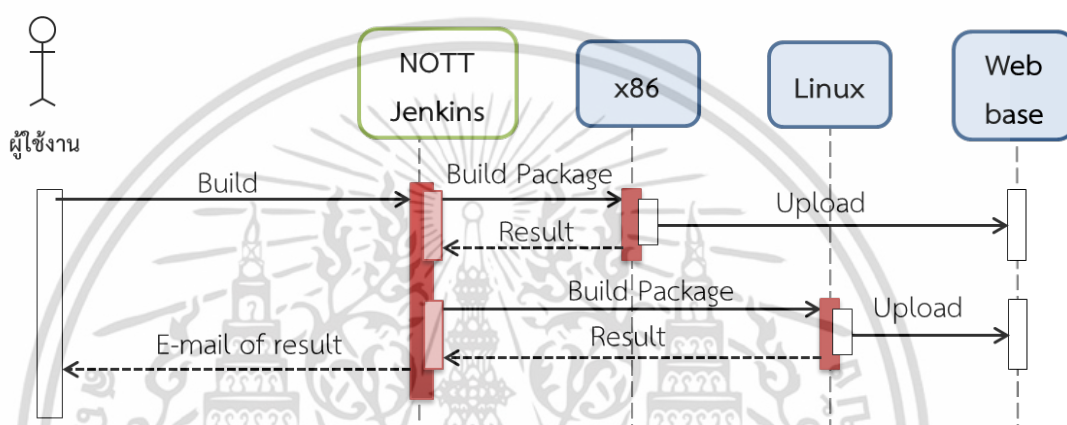 NOTT
Jenkins
x86
Linux
Web
base
ผู้ใช้งาน
Build
Build Package
Upload
Result
Build Package
Upload
Result
E-mail of result